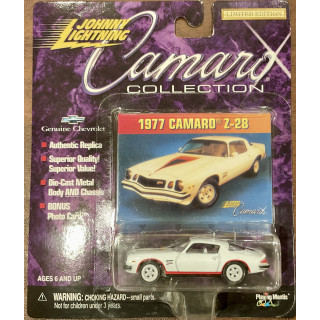 JOHNNY
LIGHTNING
LIMITED EDITION
Camaro
COLLECTION
Genuine Chevrolet
• Authentic Replica
• Superior Quality!
Superior Value!
• Die-Cast Metal
Body AND Chassis
• BONUS
Photo Card!
1977 CAMARO Z-28
Camaro
AGES 6 AND UP
WARNING: CHOKING HAZARD—small parts.
Not for children under 3 years.
Playing Mantis